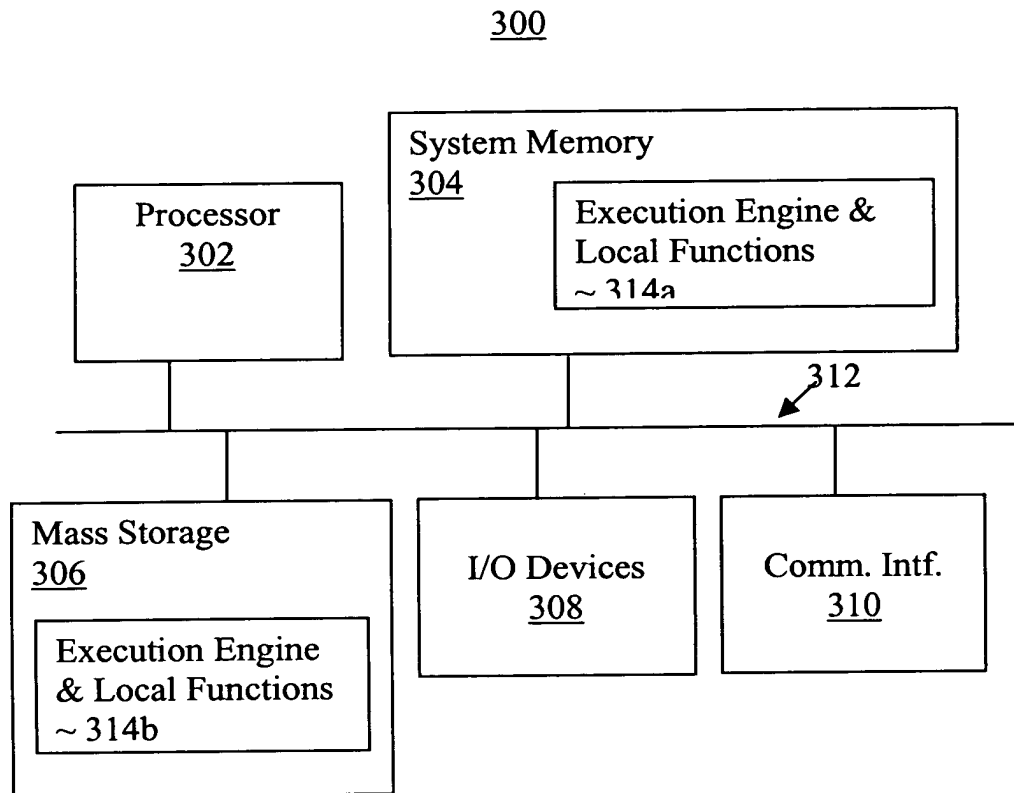 300
System Memory
304
Execution Engine &
Local Functions
~ 314a
Processor
302
312
Mass Storage
306
Execution Engine
& Local Functions
~ 314b
I/O Devices
308
Comm. Intf.
310